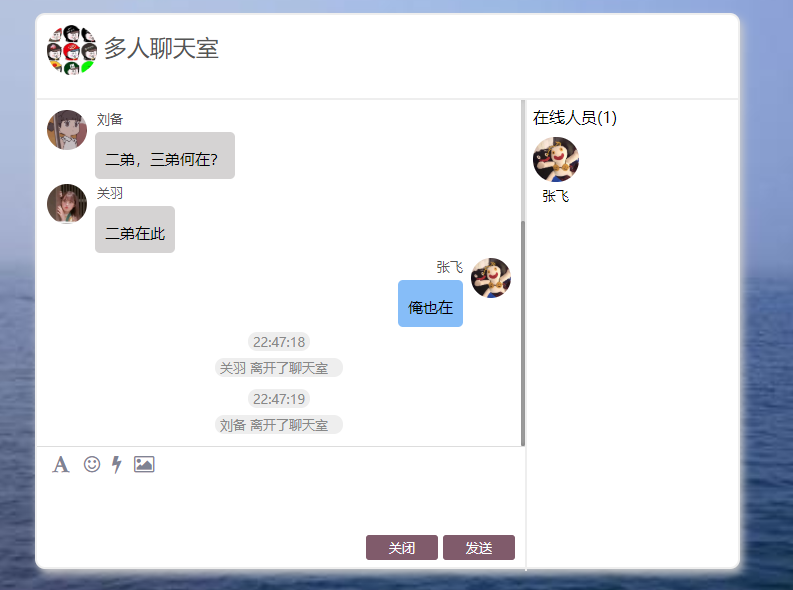 多人聊天室
刘备
二弟，三弟何在？
关羽
二弟在此
张飞
俺也在
22:47:18
关羽 离开了聊天室
22:47:19
刘备 离开了聊天室
关闭
发送
在线人员(1)
张飞